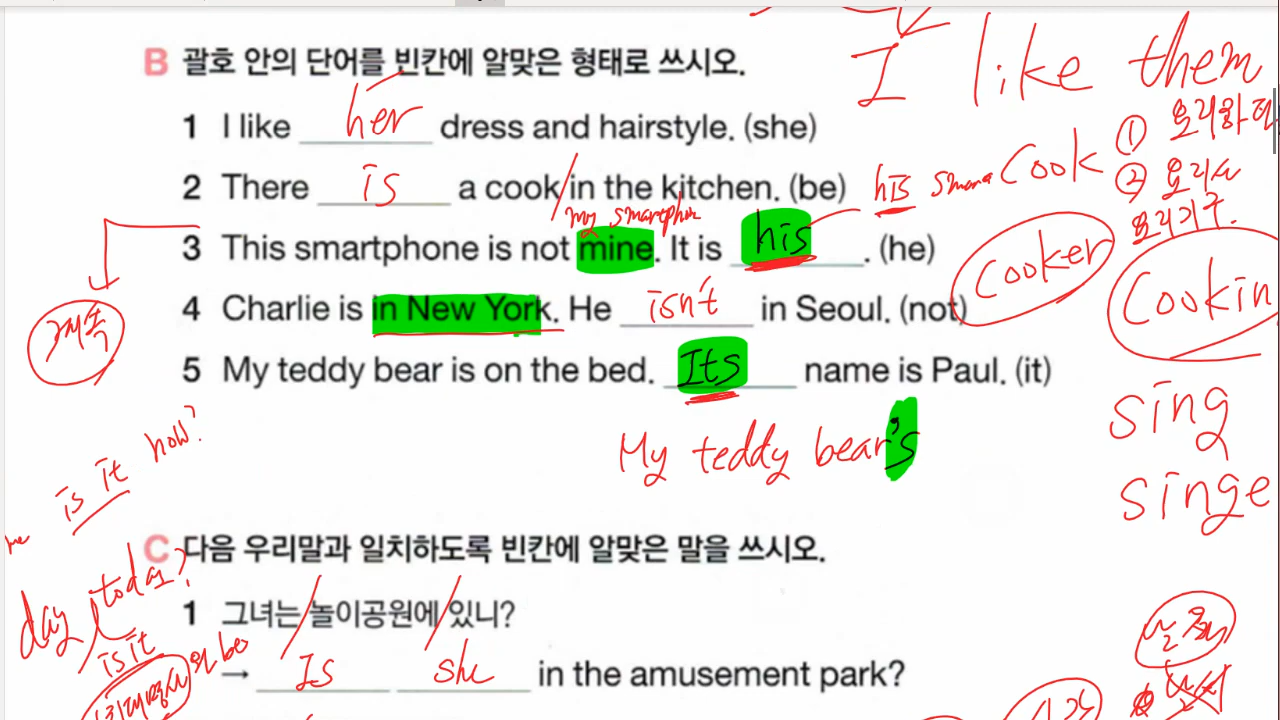 I like them
B 괄호 안의 단어를 빈칸에 알맞은 형태로 쓰시오.
1 I like her dress and hairstyle. (she)
① 요리하다
2 There is a cook/in the kitchen. (be)
his
Cook
② 요리사
요리기구.
my smartphon
3 This smartphone is not mine. It is his. (he)
Cooker
Cookin
4 Charlie is in New York. He isn't in Seoul. (not)
5 My teddy bear is on the bed. Its name is Paul. (it)
sing
My teddy bear's
is it now?
singe
C 다음 우리말과 일치하도록 빈칸에 알맞은 말을 쓰시오.
day today?
is it
1 그녀는/놀이공원에/있니?
→ Is she in the amusement park?